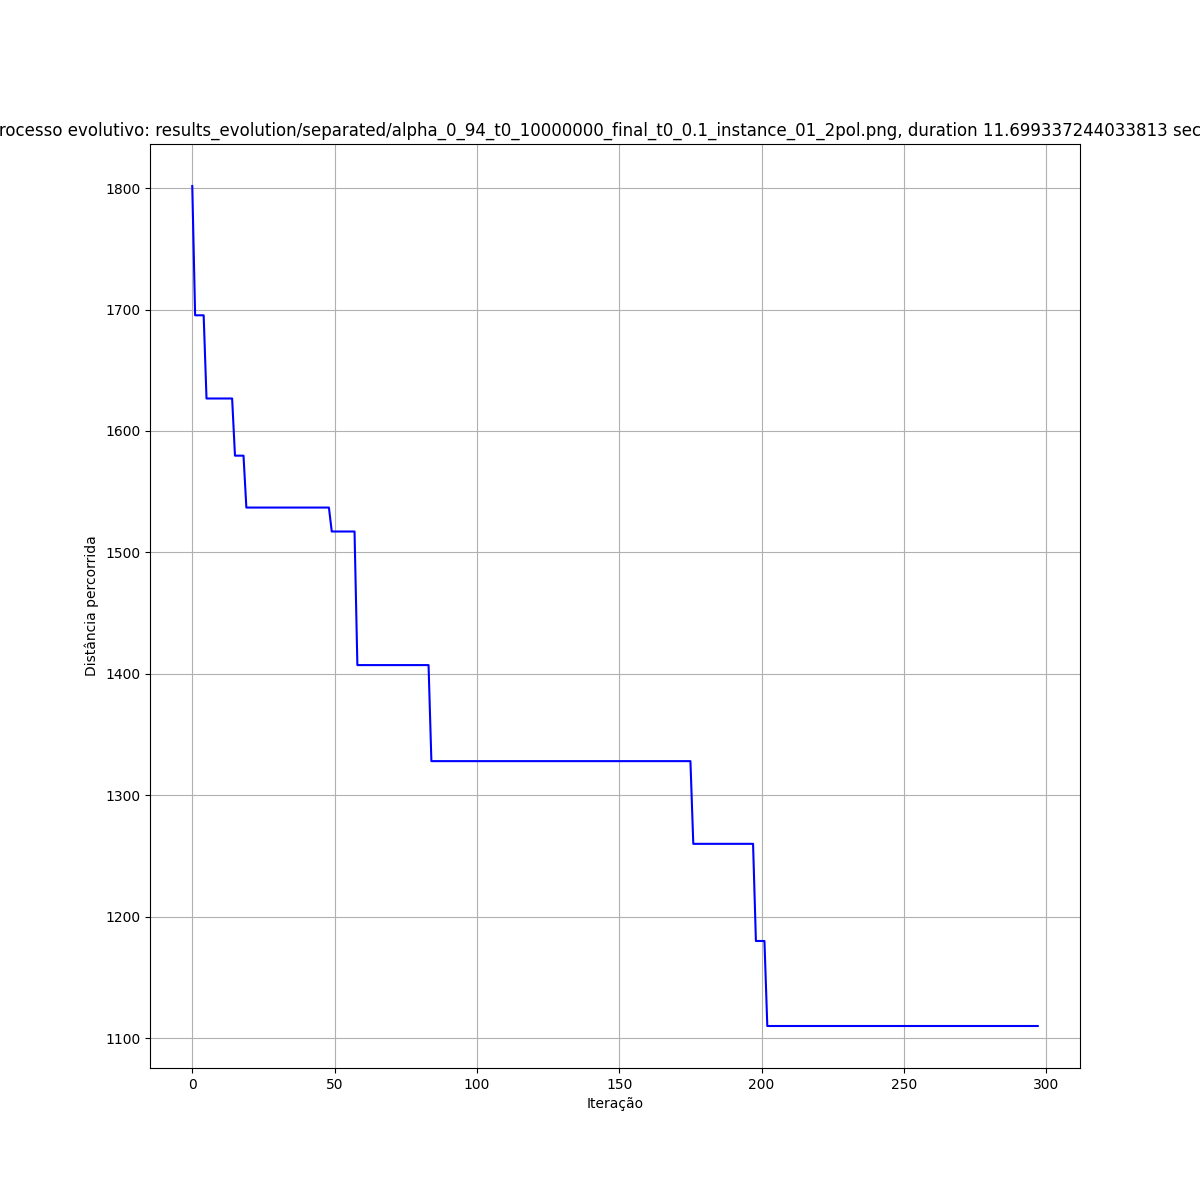 rocesso evolutivo: results_evolution/separated/alpha_0_94_t0_10000000_final_t0_0.1_instance_01_2pol.png, duration 11.699337244033813 sec
1800
1700
1600
1500
1400
1300
1200
1100
Distância percorrida
0 50 100 150 200 250 300
Iteração